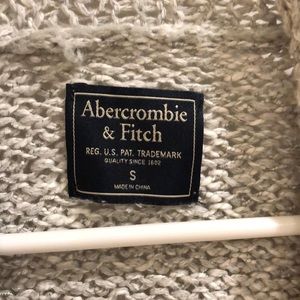 Abercrombie
& Fitch
REG. U.S. PAT. TRADEMARK
QUALITY SINCE 1892
S
MADE IN CHINA